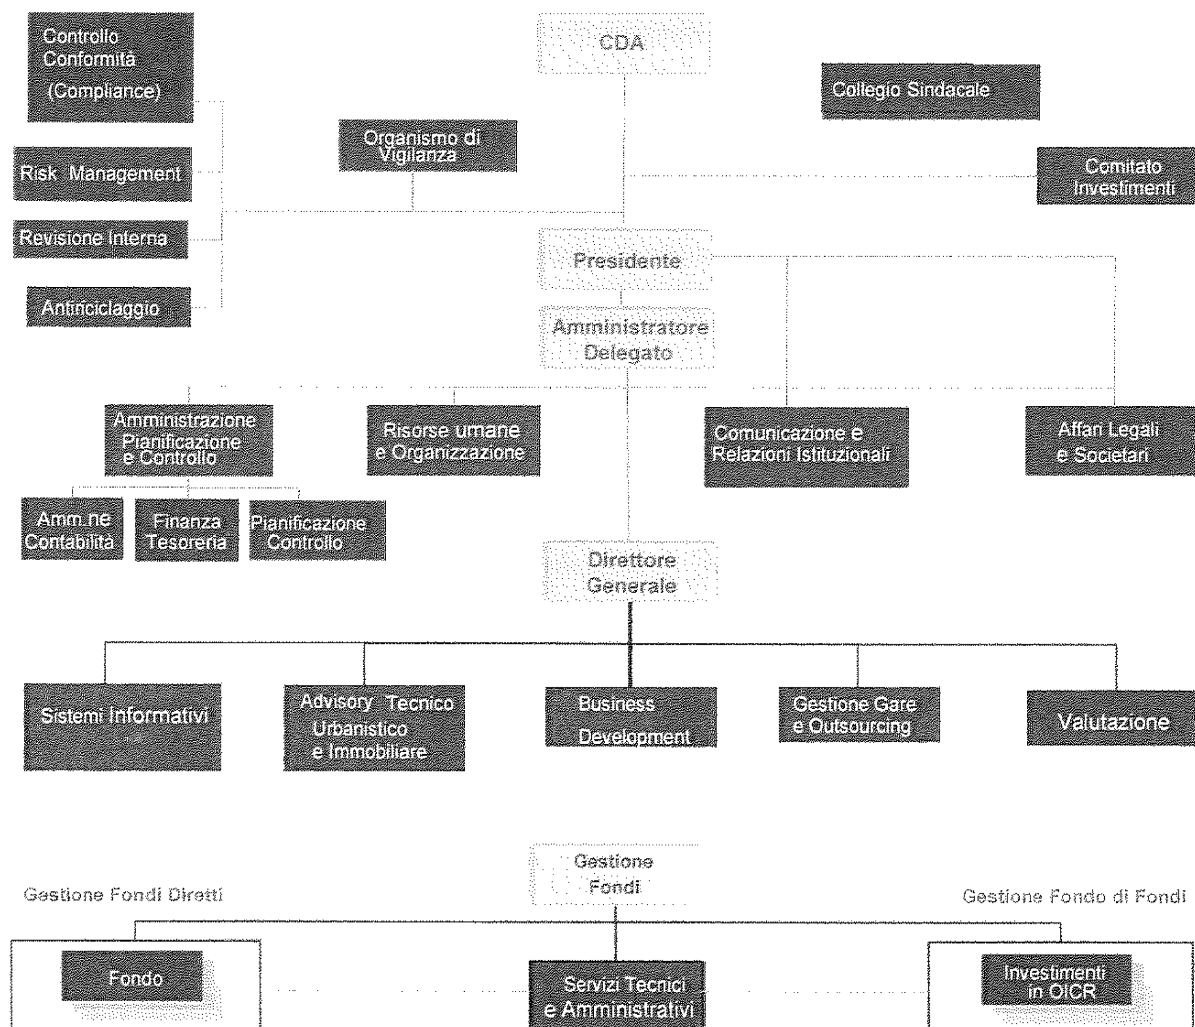 Controllo
Conformità
(Compliance)
CDA
Collegio Sindacale
Organismo di
Vigilanza
Risk Management
Comitato
Investimenti
Revisione Interna
Presidente
Antiriciclaggio
Amministratore
Delegato
Amministrazione
Pianificazione
e Controllo
Risorse umane
e Organizzazione
Comunicazione e
Relazioni Istituzionali
Affari Legali
e Societari
Amm.ne
Contabilità
Finanza
Tesoreria
Pianificazione
Controllo
Direttore
Generale
Sistemi Informativi
Advisory Tecnico
Urbanistico
e Immobiliare
Business
Development
Gestione Gare
e Outsourcing
Valutazione
Gestione
Fondi
Gestione Fondi Diretti
Gestione Fondo di Fondi
Fondo
Servizi Tecnici
e Amministrativi
Investimenti
in OICR